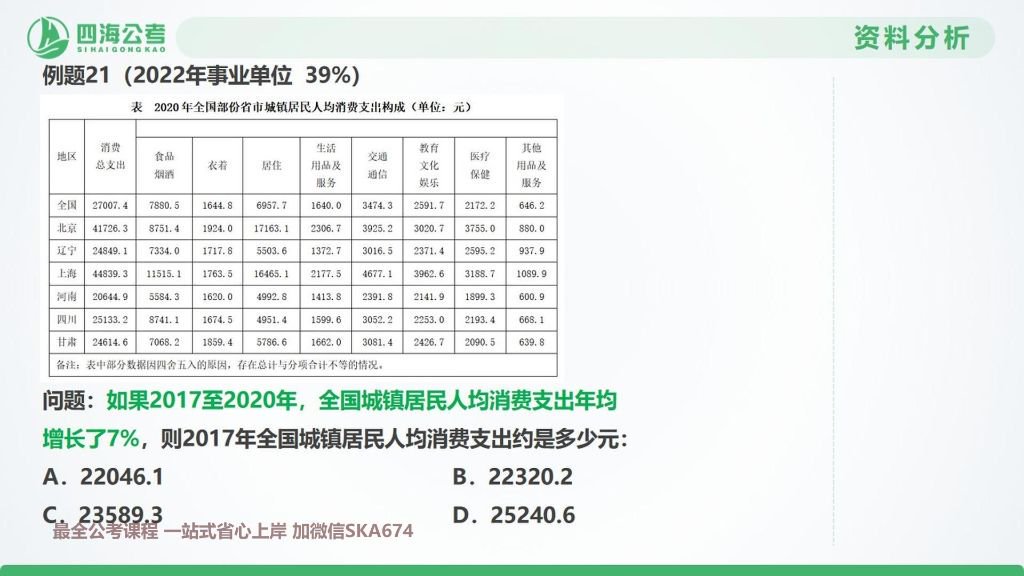 四海公考
SIHAIGONGKAO
资料分析
例题21（2022年事业单位 39%）
表 2020年全国部份省市城镇居民人均消费支出构成（单位：元）
地区 消费总支出 食品烟酒 衣着 居住 生活用品及服务 交通通信 教育文化娱乐 医疗保健 其他用品及服务
全国 27007.4 7880.5 1644.8 6957.7 1640.0 3474.3 2591.7 2172.2 646.2
北京 41726.3 8751.4 1924.0 17163.1 2306.7 3925.2 3020.7 3755.0 880.0
辽宁 24849.1 7334.0 1717.8 5503.6 1372.7 3016.5 2371.4 2595.2 937.9
上海 44839.3 11515.1 1763.5 16465.1 2177.5 4677.1 3962.6 3188.7 1089.9
河南 20644.9 5584.3 1620.0 4992.8 1413.8 2391.8 2141.9 1899.3 600.9
四川 25133.2 8741.1 1674.5 4951.4 1599.6 3052.2 2253.0 2193.4 668.1
甘肃 24614.6 7068.2 1859.4 5786.6 1662.0 3081.4 2426.7 2090.5 639.8
备注：表中部分数据因四舍五入的原因，存在总计与分项合计不等的情况。
问题：如果2017至2020年，全国城镇居民人均消费支出年均
增长了7%，则2017年全国城镇居民人均消费支出约是多少元：
A．22046.1 B．22320.2
C．23589.3 D．25240.6
最全公考课程 一站式省心上岸 加微信SKA674